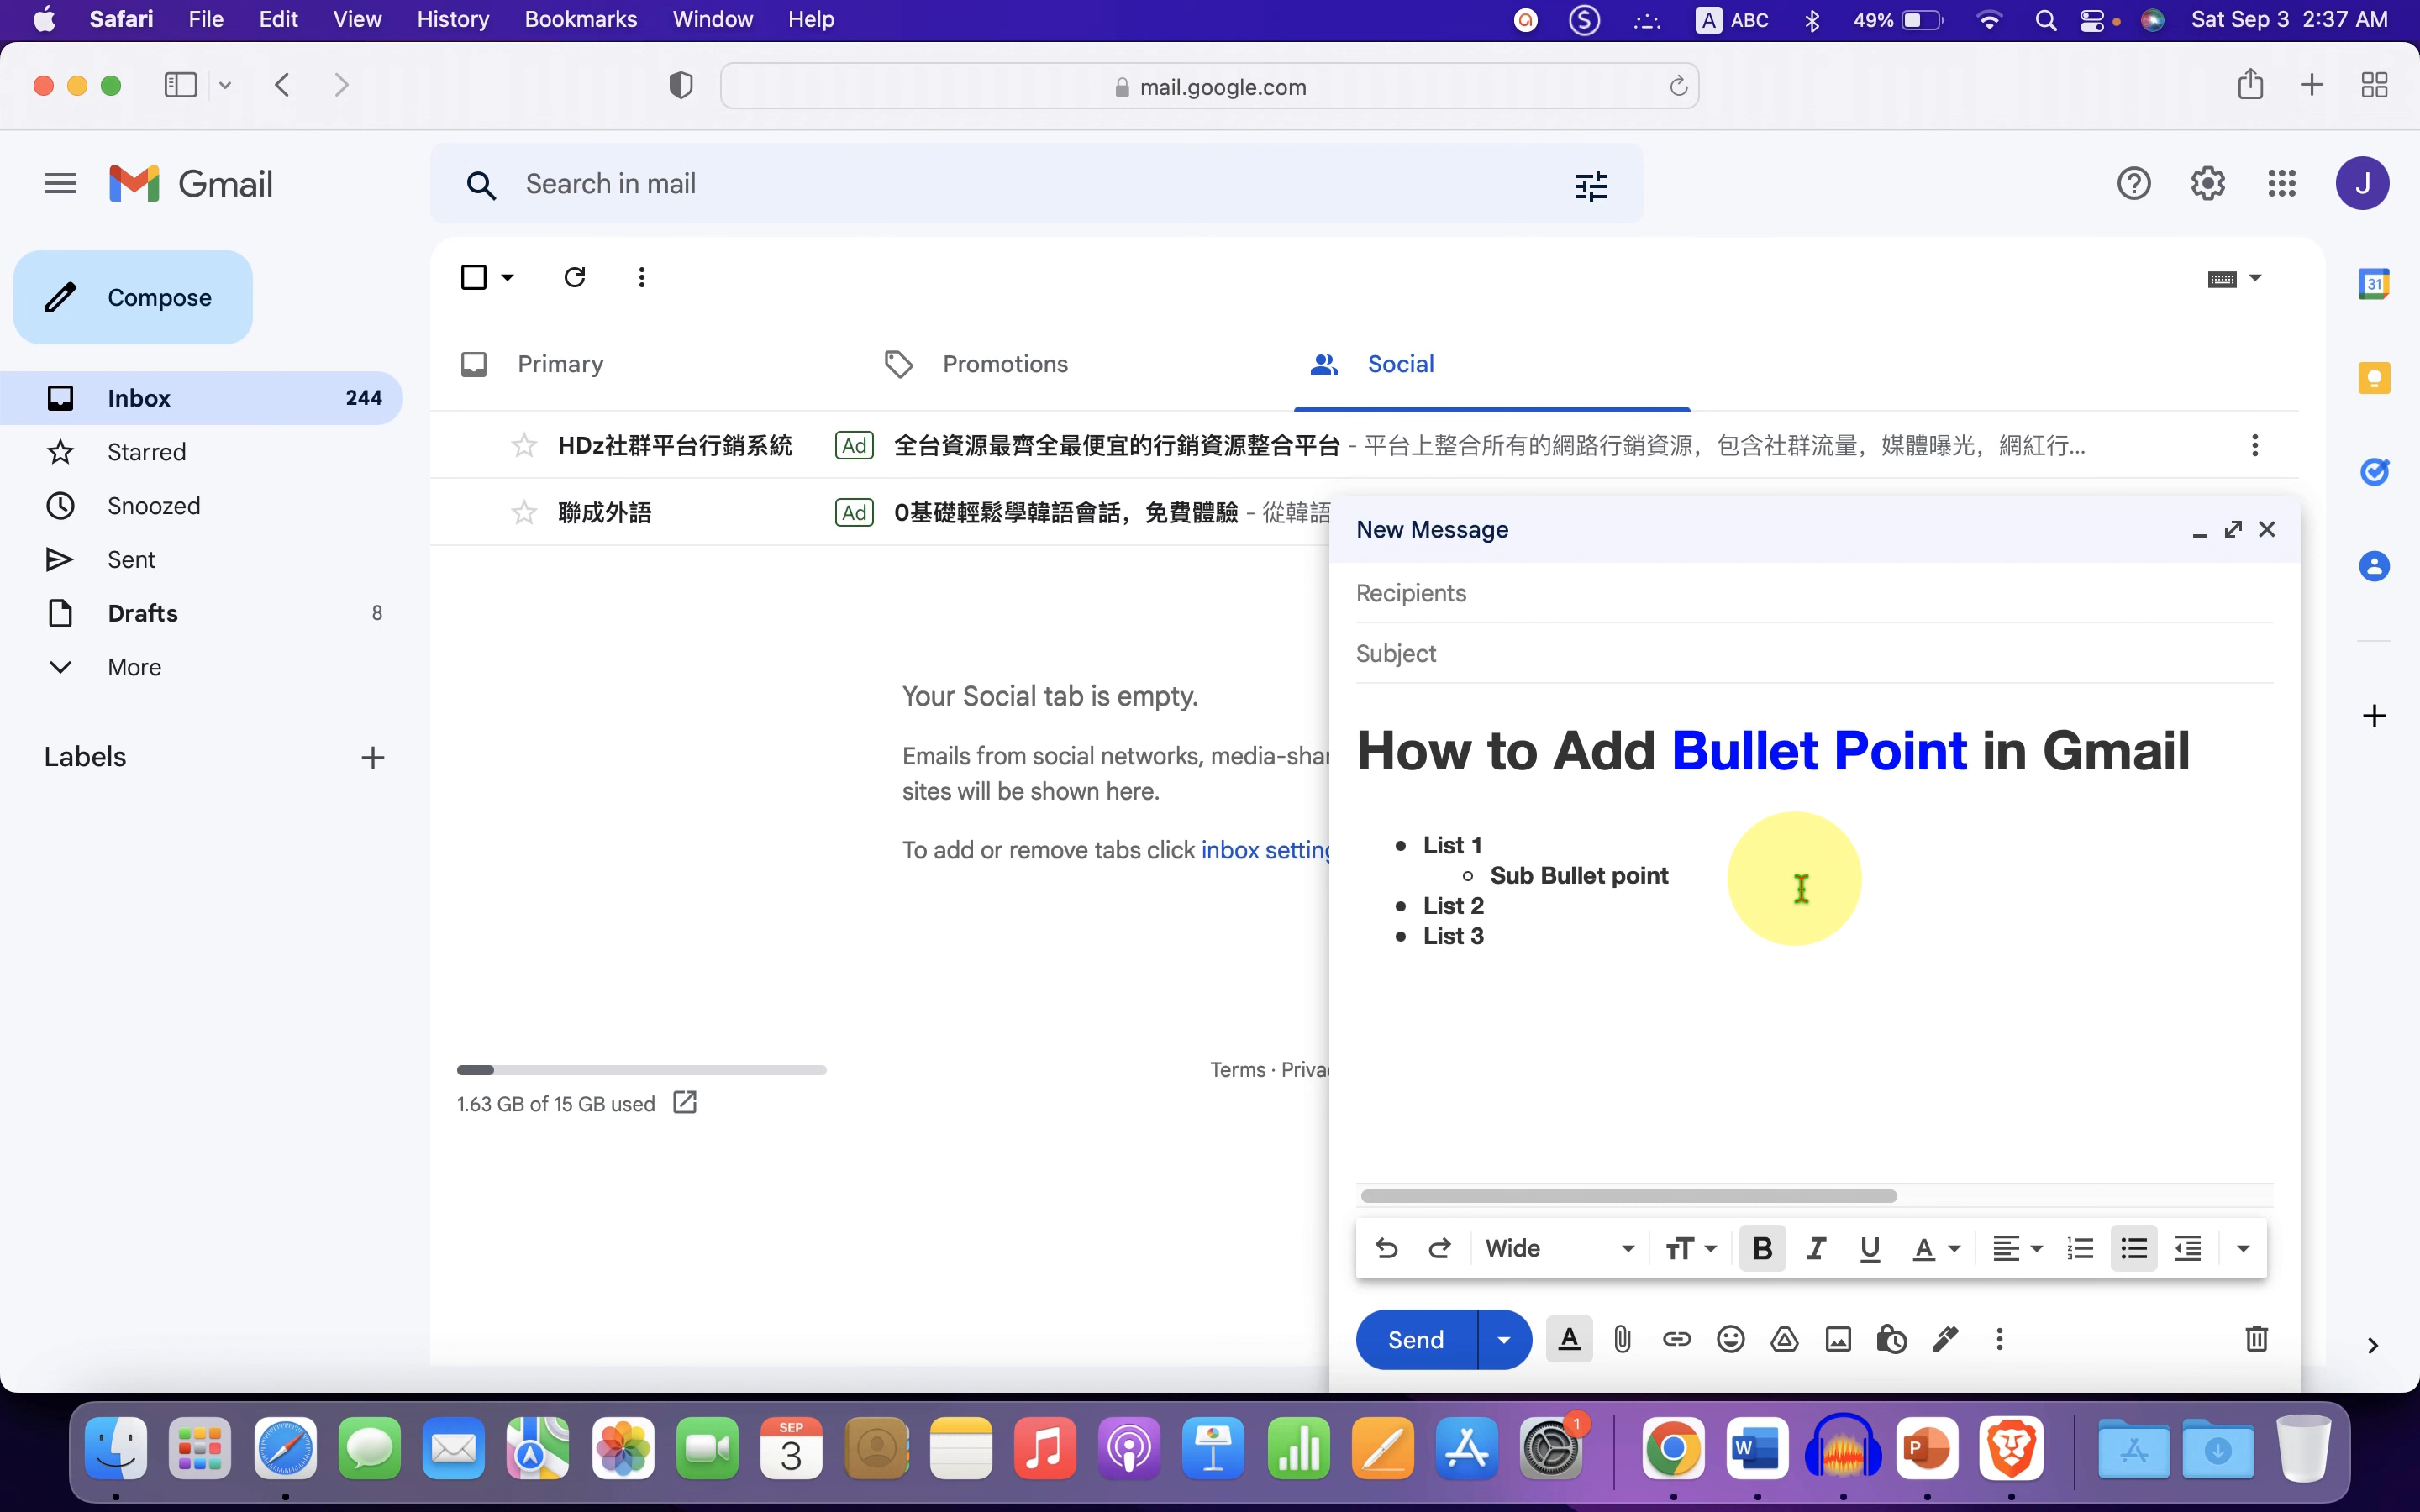 Safari File Edit View History Bookmarks Window Help A ABC 49% Sat Sep 3 2:37 AM
mail.google.com
Gmail
Search in mail
J
Compose
Inbox 244
Starred
Snoozed
Sent
Drafts 8
More
Labels
Primary Promotions Social
HDz社群平台行銷系統 Ad 全台資源最齊全最便宜的行銷資源整合平台 - 平台上整合所有的網路行銷資源，包含社群流量，媒體曝光，網紅行...
聯成外語 Ad 0基礎輕鬆學韓語會話，免費體驗 - 從韓語
31
Your Social tab is empty.
Emails from social networks, media-shar
sites will be shown here.
To add or remove tabs click inbox setting
1.63 GB of 15 GB used
Terms · Priva
New Message
Recipients
Subject
How to Add Bullet Point in Gmail
• List 1
◦ Sub Bullet point
• List 2
• List 3
Wide TT B I U A
Send A
SEP
3
1
W
P